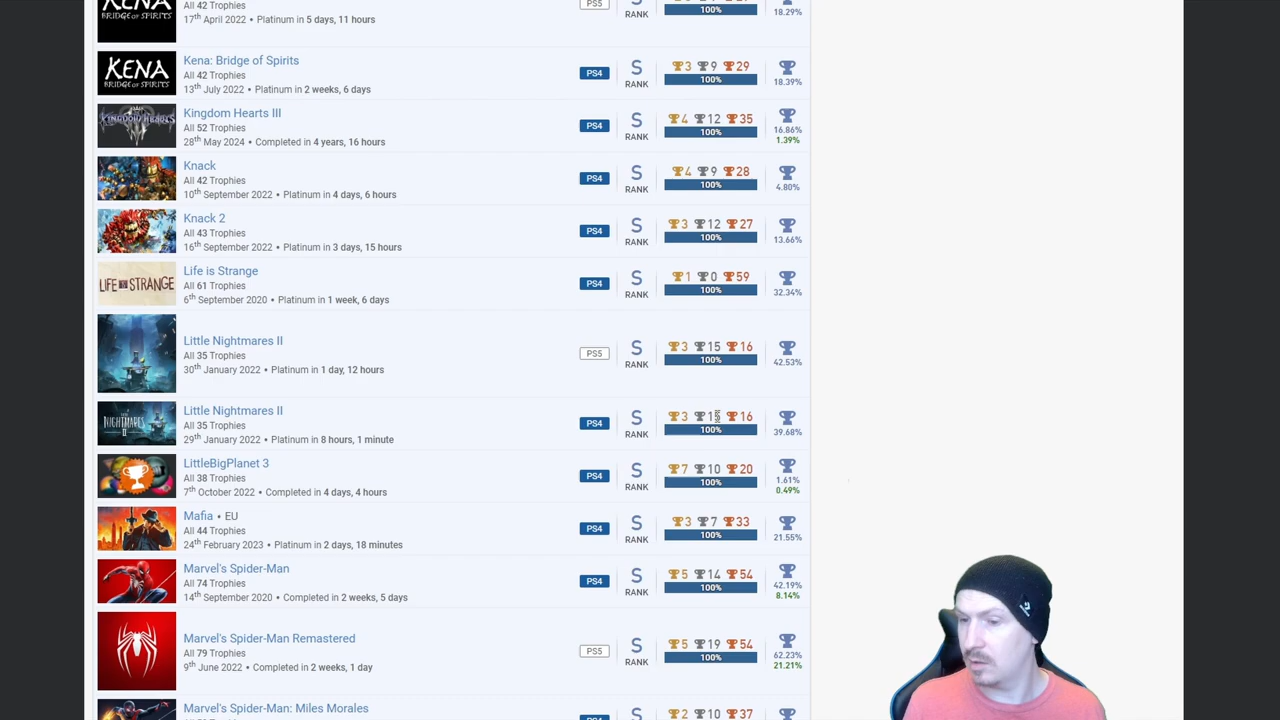 KENA
BRIDGE OF SPIRITS
All 42 Trophies
17th April 2022 • Platinum in 5 days, 11 hours
PS5
S
RANK
100%
18.29%
KENA
BRIDGE OF SPIRITS
Kena: Bridge of Spirits
All 42 Trophies
13th July 2022 • Platinum in 2 weeks, 6 days
PS4
S
RANK
3 9 29
100%
18.39%
KINGDOM HEARTS III
Kingdom Hearts III
All 52 Trophies
28th May 2024 • Completed in 4 years, 16 hours
PS4
S
RANK
4 12 35
100%
16.86%
1.39%
Knack
All 42 Trophies
10th September 2022 • Platinum in 4 days, 6 hours
PS4
S
RANK
4 9 28
100%
4.80%
Knack 2
All 43 Trophies
16th September 2022 • Platinum in 3 days, 15 hours
PS4
S
RANK
3 12 27
100%
13.66%
LIFE IS STRANGE
Life is Strange
All 61 Trophies
6th September 2020 • Platinum in 1 week, 6 days
PS4
S
RANK
1 0 59
100%
32.34%
Little Nightmares II
All 35 Trophies
30th January 2022 • Platinum in 1 day, 12 hours
PS5
S
RANK
3 15 16
100%
42.53%
NIGHTMARES
II
Little Nightmares II
All 35 Trophies
29th January 2022 • Platinum in 8 hours, 1 minute
PS4
S
RANK
3 15 16
100%
39.68%
LittleBigPlanet 3
All 38 Trophies
7th October 2022 • Completed in 4 days, 4 hours
PS4
S
RANK
7 10 20
100%
1.61%
0.49%
Mafia • EU
All 44 Trophies
24th February 2023 • Platinum in 2 days, 18 minutes
PS4
S
RANK
3 7 33
100%
21.55%
Marvel's Spider-Man
All 74 Trophies
14th September 2020 • Completed in 2 weeks, 5 days
PS4
S
RANK
5 14 54
100%
42.19%
8.14%
Marvel's Spider-Man Remastered
All 79 Trophies
9th June 2022 • Completed in 2 weeks, 1 day
PS5
S
RANK
5 19 54
100%
62.23%
21.21%
Marvel's Spider-Man: Miles Morales
PS4
S
2 10 37